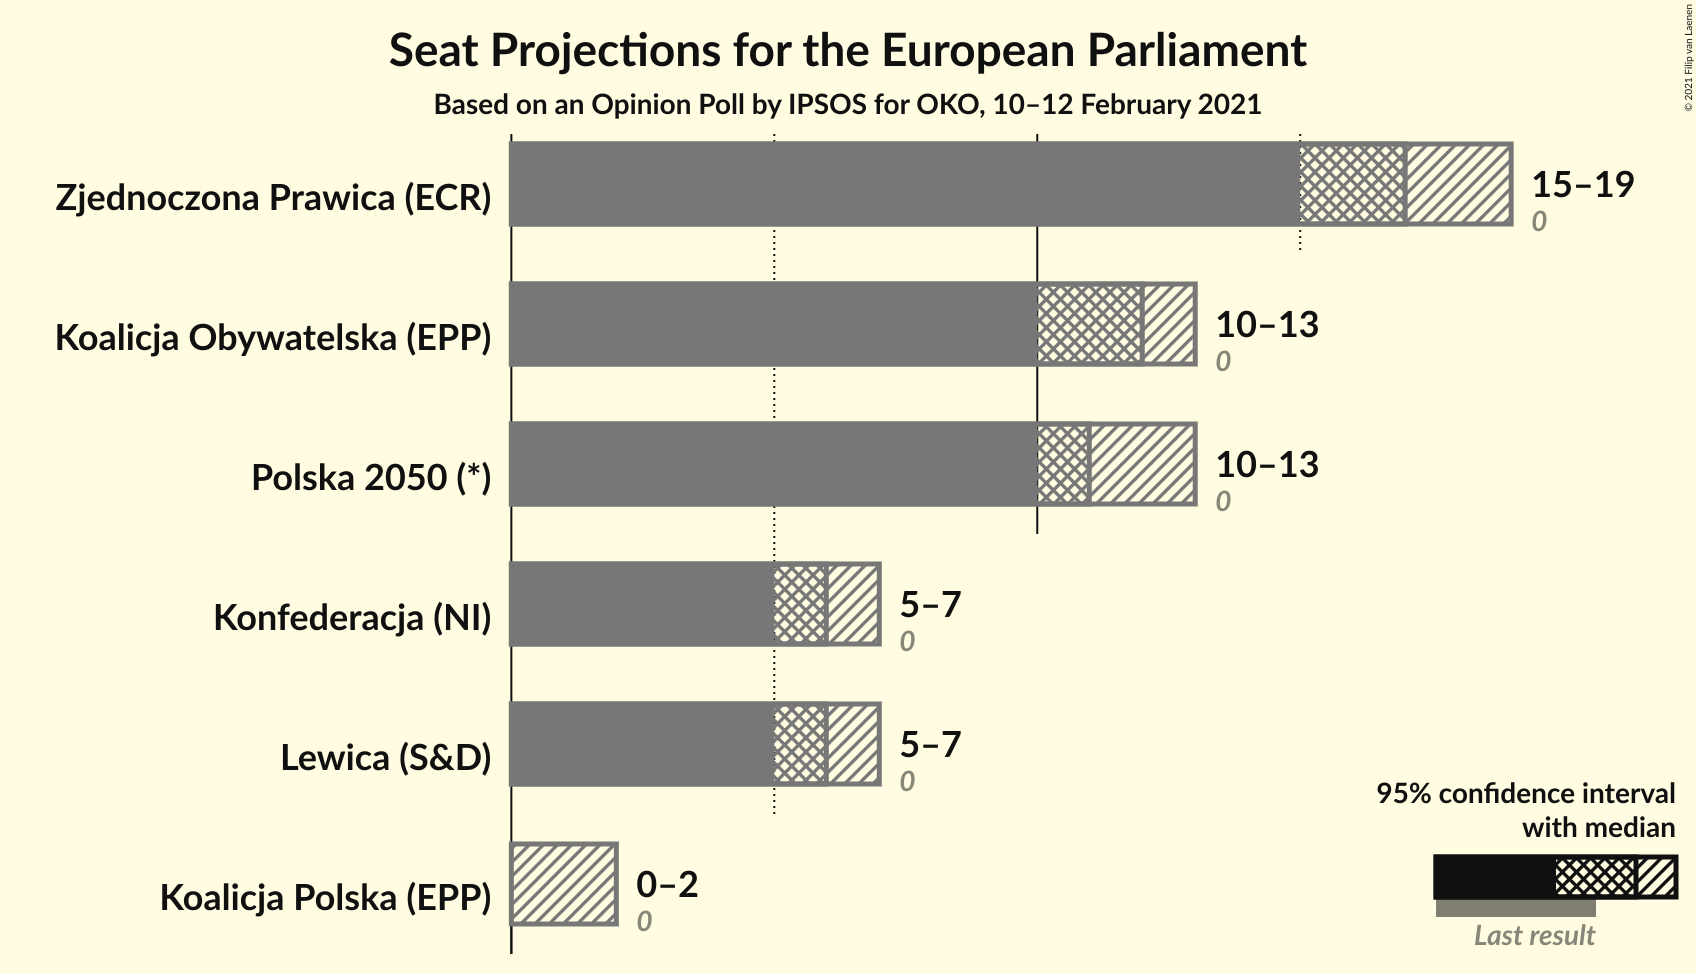 Seat Projections for the European Parliament
Based on an Opinion Poll by IPSOS for OKO, 10–12 February 2021
© 2021 Filip van Laenen
Zjednoczona Prawica (ECR)
15–19
0
Koalicja Obywatelska (EPP)
10–13
0
Polska 2050 (*)
10–13
0
Konfederacja (NI)
5–7
0
Lewica (S&D)
5–7
0
Koalicja Polska (EPP)
0–2
0
95% confidence interval
with median
Last result